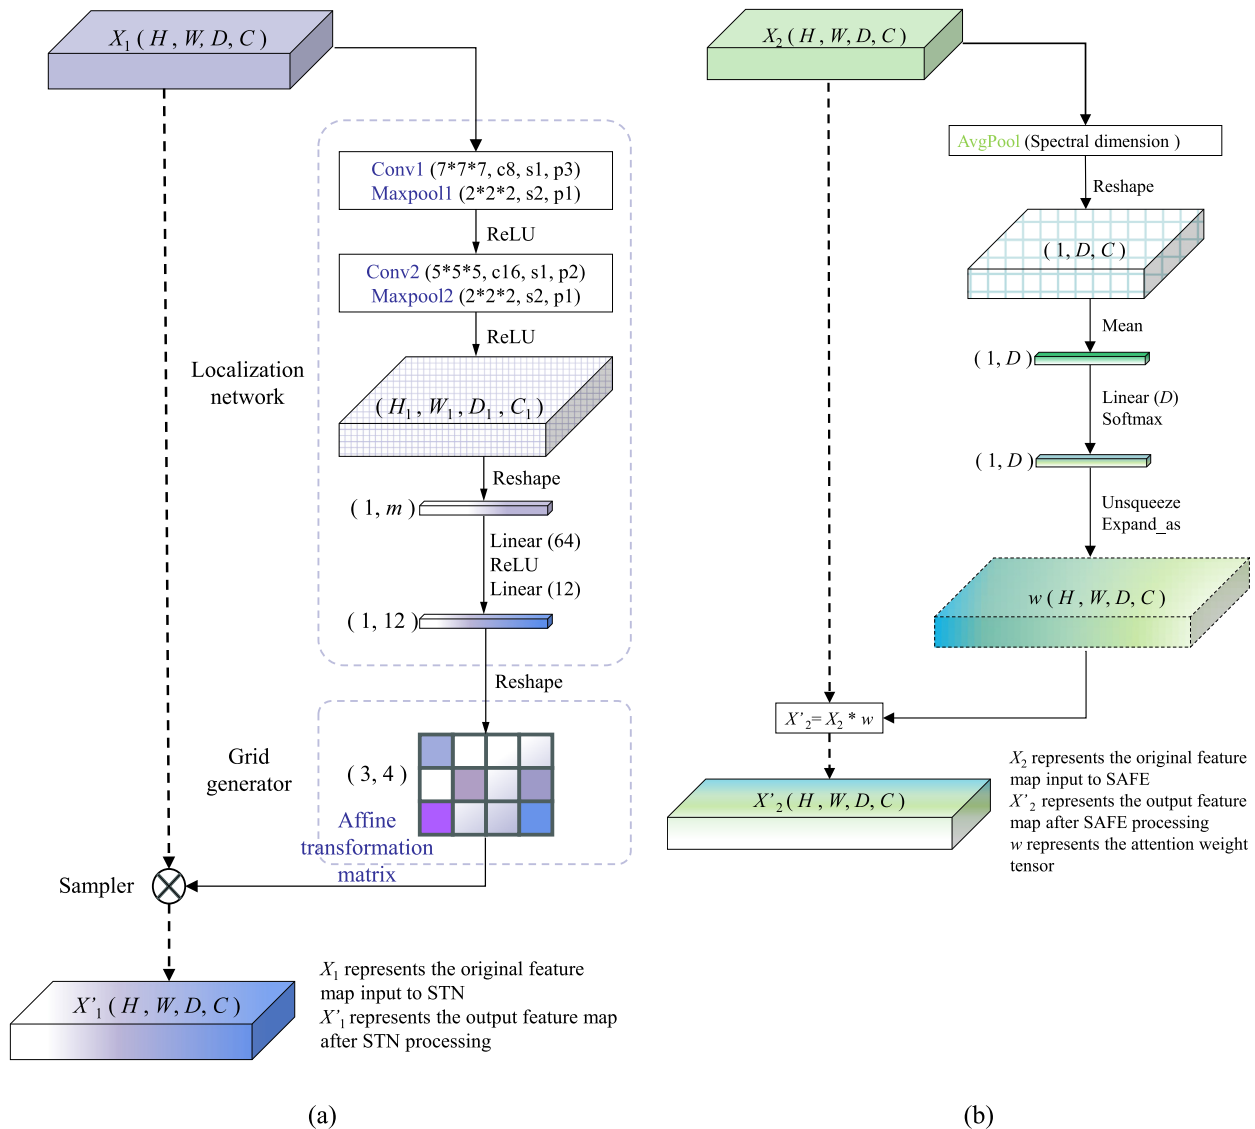 X₁ ( H , W, D, C )
Conv1 (7*7*7, c8, s1, p3)
Maxpool1 (2*2*2, s2, p1)
ReLU
Conv2 (5*5*5, c16, s1, p2)
Maxpool2 (2*2*2, s2, p1)
ReLU
Localization
network
( H₁ , W₁ , D₁ , C₁ )
Reshape
( 1, m )
Linear (64)
ReLU
Linear (12)
( 1, 12 )
Reshape
Grid
generator
( 3, 4 )
Affine
transformation
matrix
Sampler
X'₁ ( H , W, D, C )
X₁ represents the original feature
map input to STN
X'₁ represents the output feature map
after STN processing
(a)
X₂ ( H , W, D, C )
AvgPool (Spectral dimension )
Reshape
( 1, D, C )
Mean
( 1, D )
Linear (D)
Softmax
( 1, D )
Unsqueeze
Expand_as
w ( H , W, D, C )
X'₂= X₂ * w
X'₂ ( H , W, D, C )
X₂ represents the original feature
map input to SAFE
X'₂ represents the output feature
map after SAFE processing
w represents the attention weight
tensor
(b)